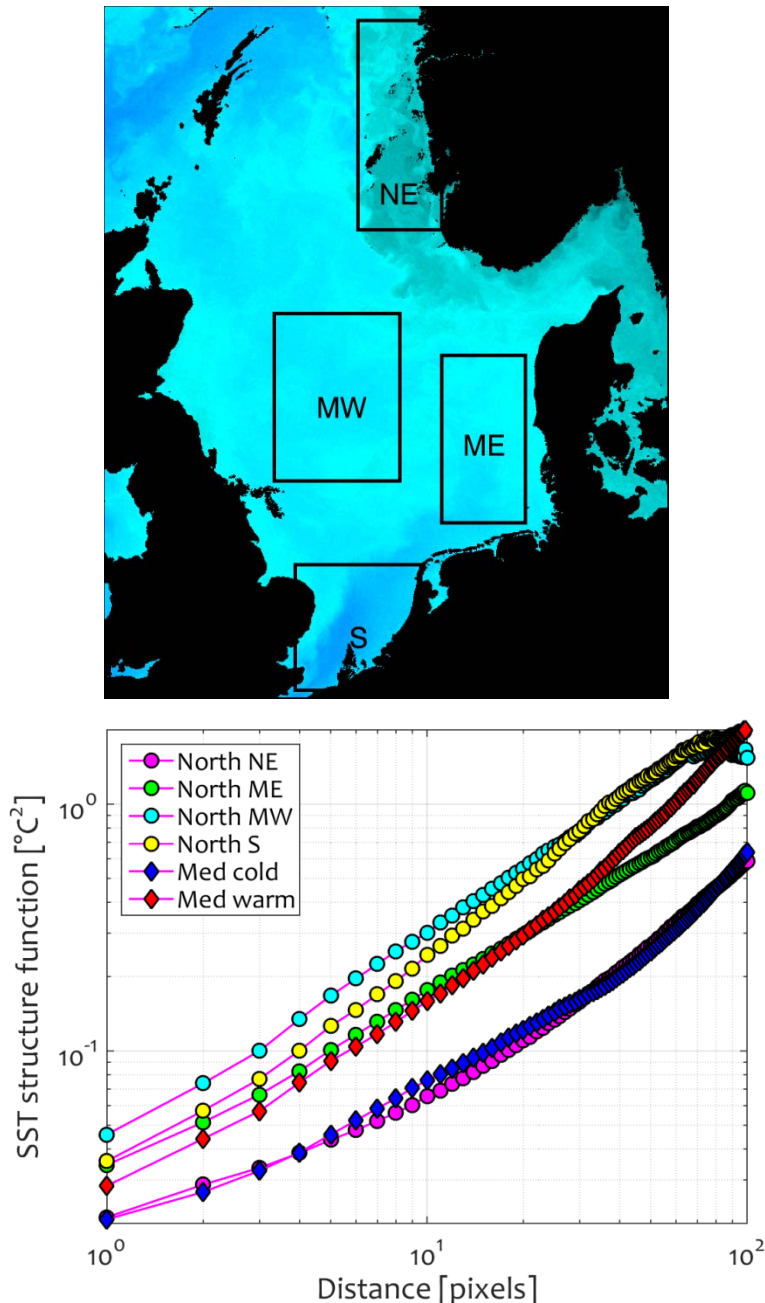 NE
MW
ME
S
North NE
North ME
North MW
North S
Med cold
Med warm
SST structure function [°C²]
10⁰
10⁻¹
10⁰
10¹
10²
Distance [pixels]